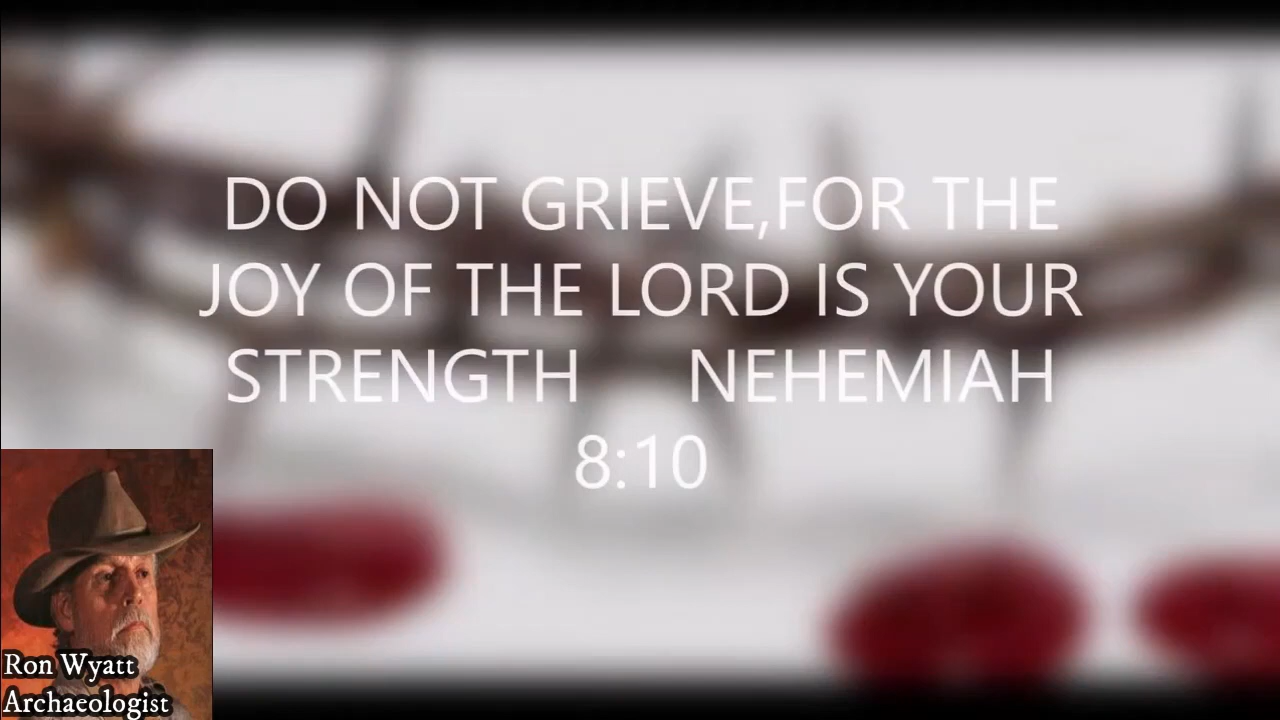 DO NOT GRIEVE,FOR THE
JOY OF THE LORD IS YOUR
STRENGTH NEHEMIAH
8:10
Ron Wyatt
Archaeologist